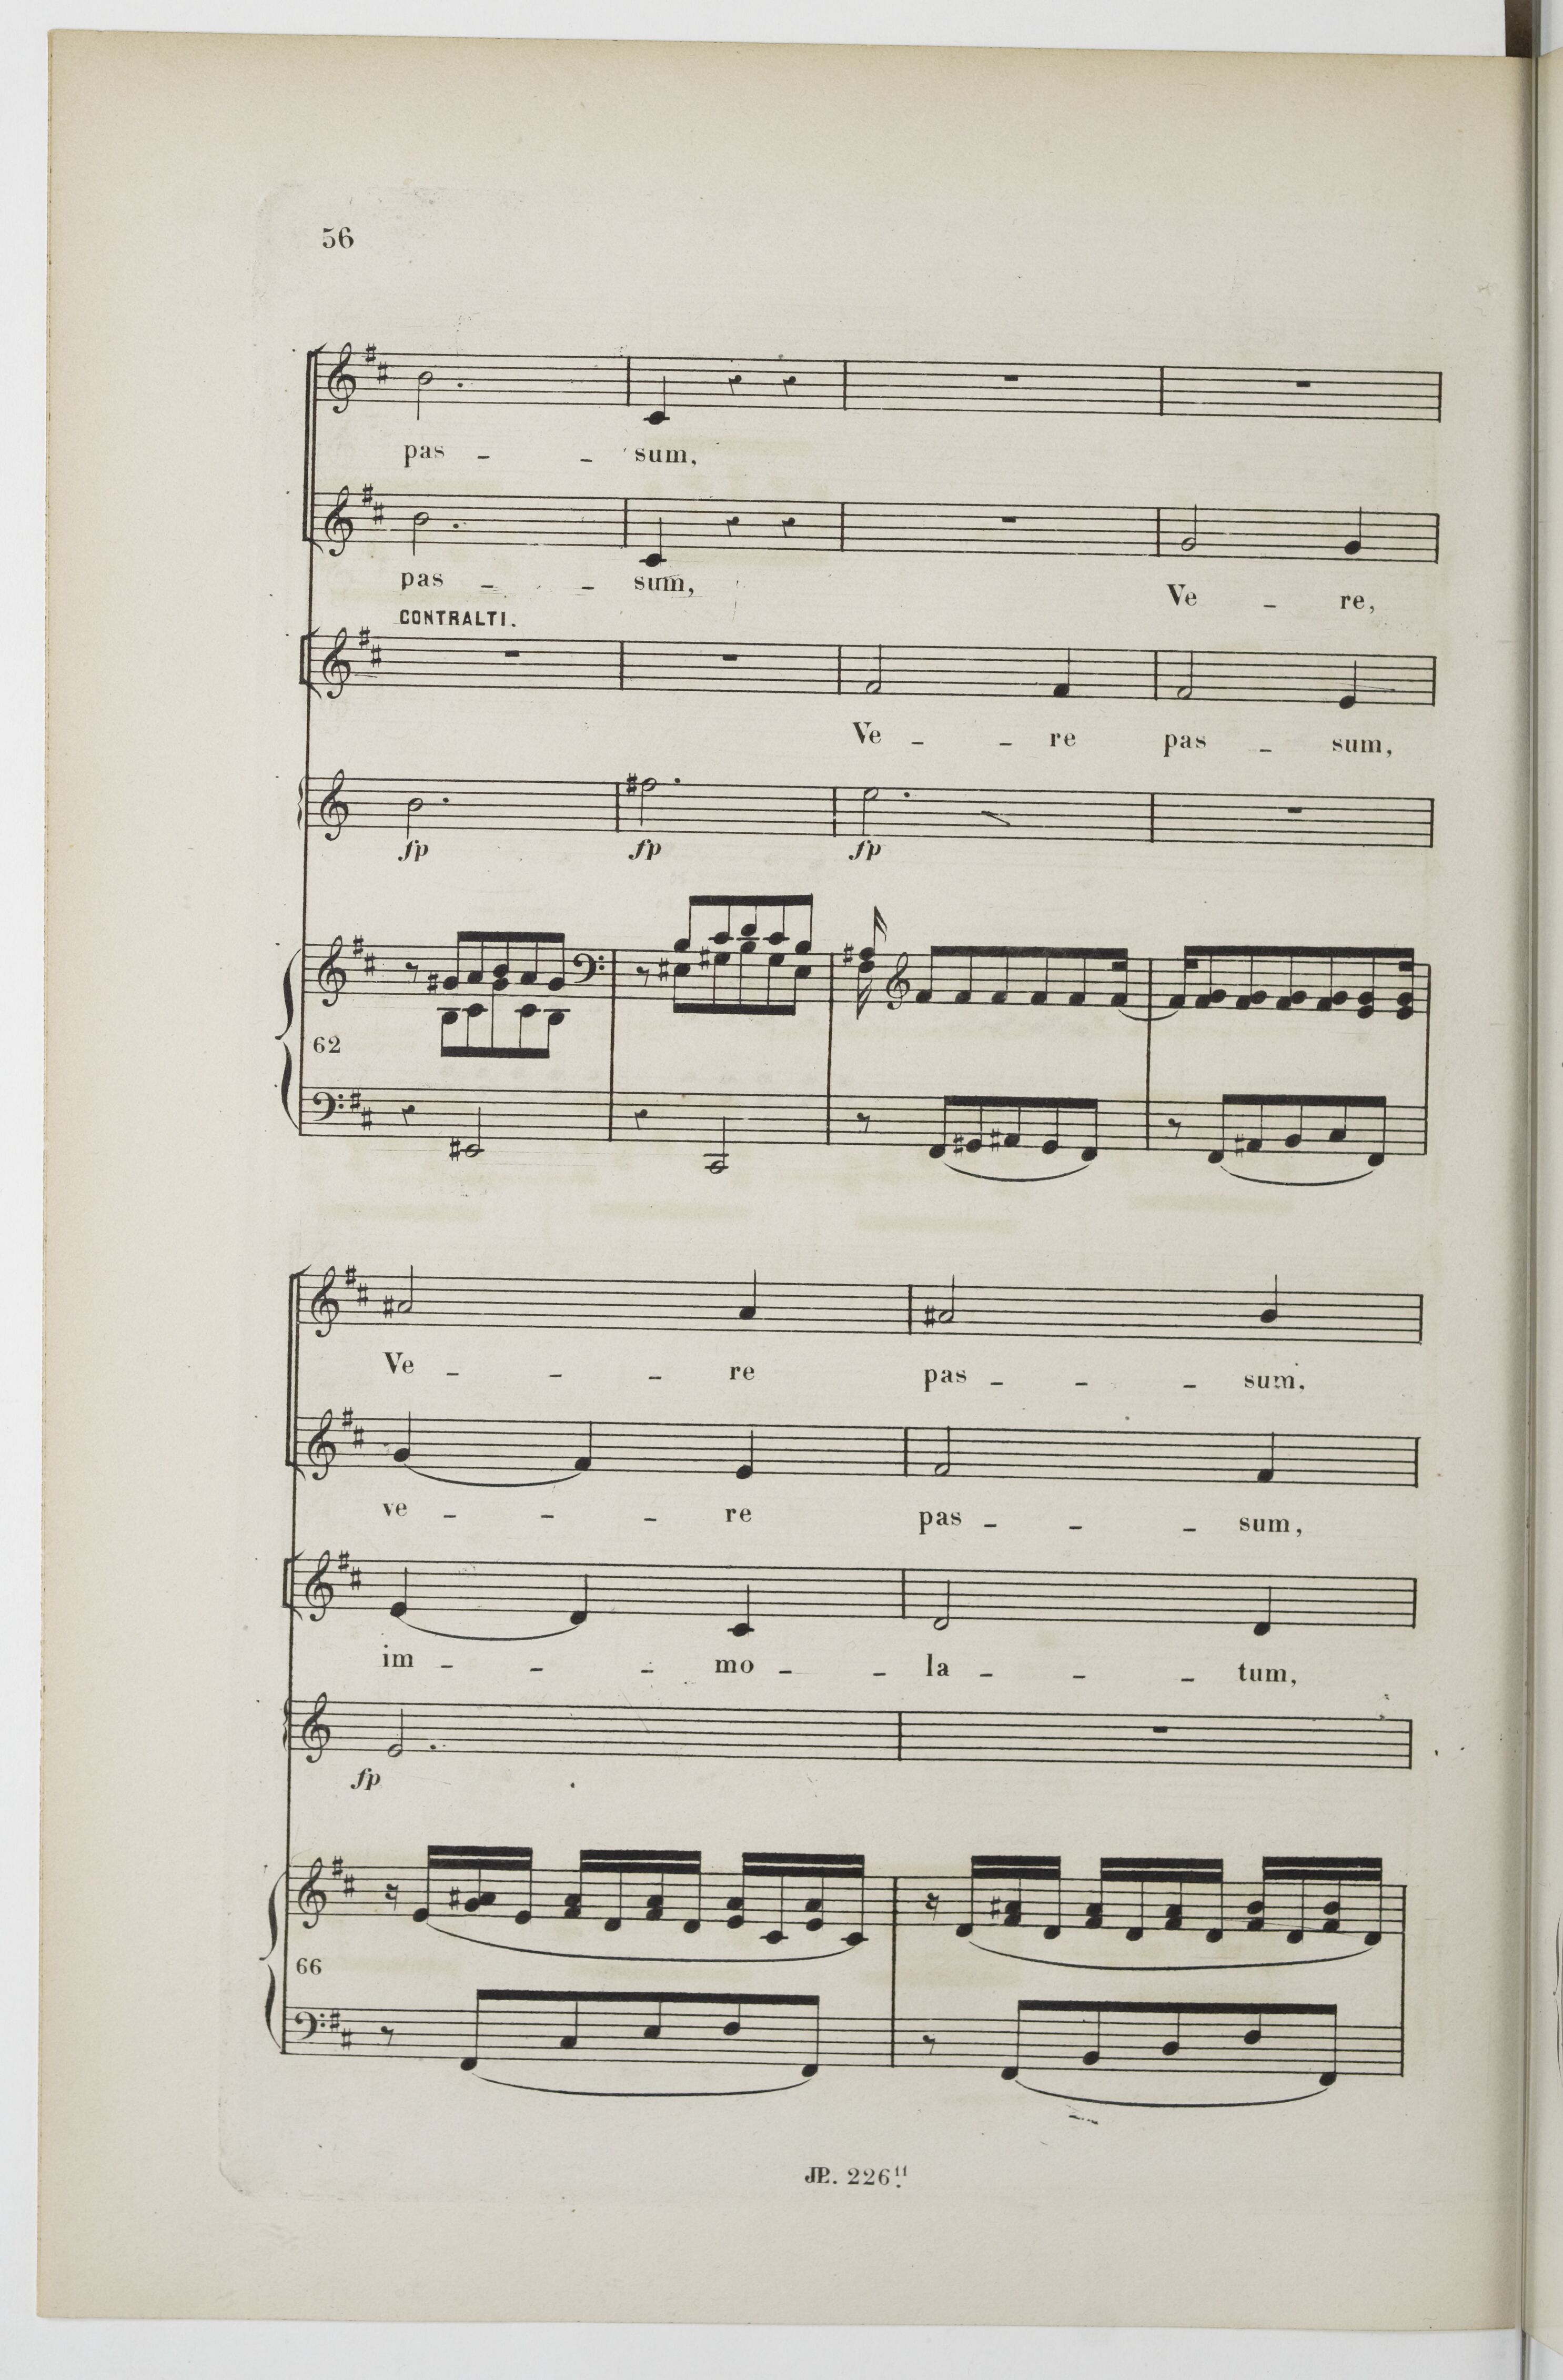 56
pas - - sum,
pas - - sum, Ve - re,
CONTRALTI.
Ve - - re pas - sum,
fp fp fp
62
Ve - - - re pas - - - sum.
ve - - - re pas - - - sum,
im - - - mo - - la - - - tum,
fp
66
JP. 226 11